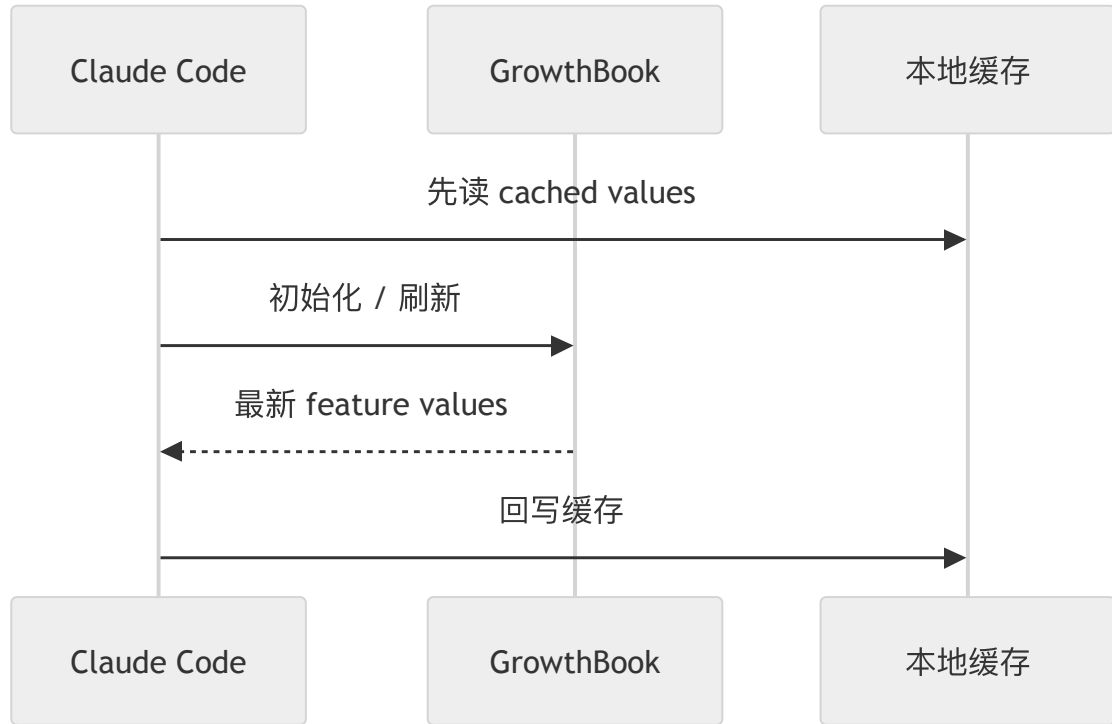 Claude Code
GrowthBook
本地缓存
先读 cached values
初始化 / 刷新
最新 feature values
回写缓存
Claude Code
GrowthBook
本地缓存